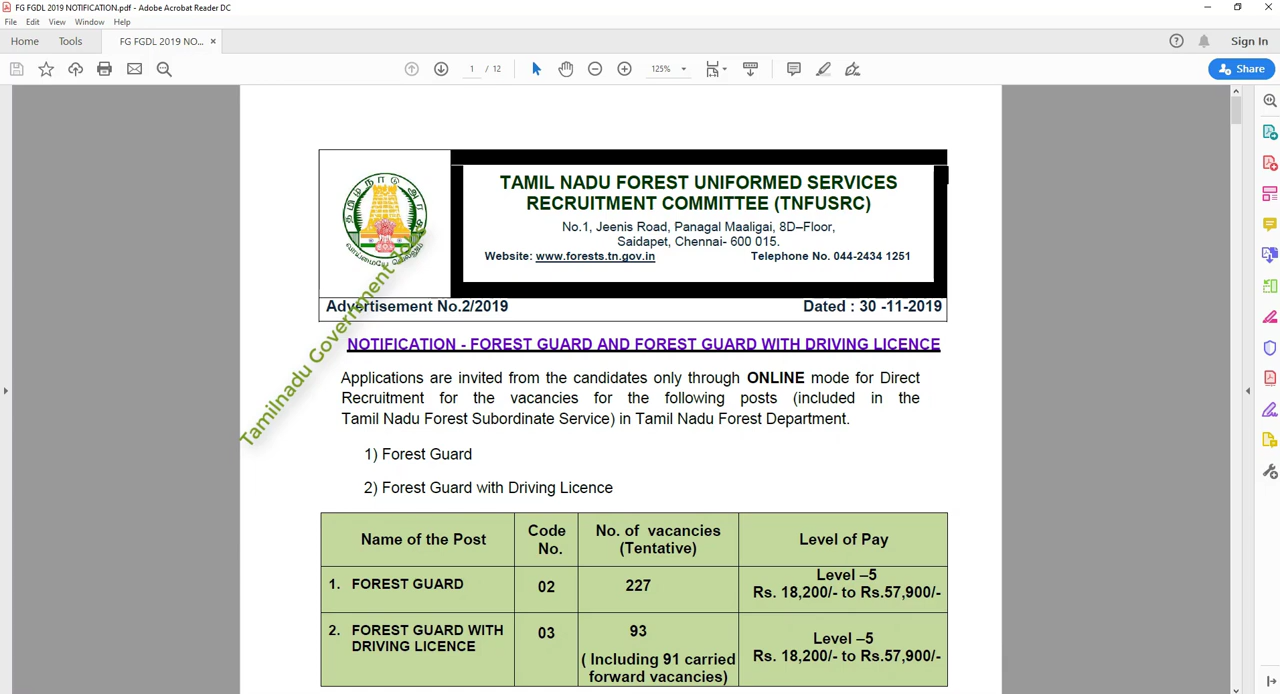 FG FGDL 2019 NOTIFICATION.pdf - Adobe Acrobat Reader DC
File Edit View Window Help
Home Tools FG FGDL 2019 NO... × Sign In
1 / 12 125% Share
TAMIL NADU FOREST UNIFORMED SERVICES
RECRUITMENT COMMITTEE (TNFUSRC)
No.1, Jeenis Road, Panagal Maaligai, 8D–Floor,
Saidapet, Chennai- 600 015.
Website: www.forests.tn.gov.in Telephone No. 044-2434 1251
Advertisement No.2/2019 Dated : 30 -11-2019
Tamilnadu Government
NOTIFICATION - FOREST GUARD AND FOREST GUARD WITH DRIVING LICENCE
Applications are invited from the candidates only through ONLINE mode for Direct
Recruitment for the vacancies for the following posts (included in the
Tamil Nadu Forest Subordinate Service) in Tamil Nadu Forest Department.
1) Forest Guard
2) Forest Guard with Driving Licence
Name of the Post Code No. No. of vacancies (Tentative) Level of Pay
1. FOREST GUARD 02 227 Level –5
Rs. 18,200/- to Rs.57,900/-
2. FOREST GUARD WITH DRIVING LICENCE 03 93
( Including 91 carried forward vacancies)
Level –5
Rs. 18,200/- to Rs.57,900/-